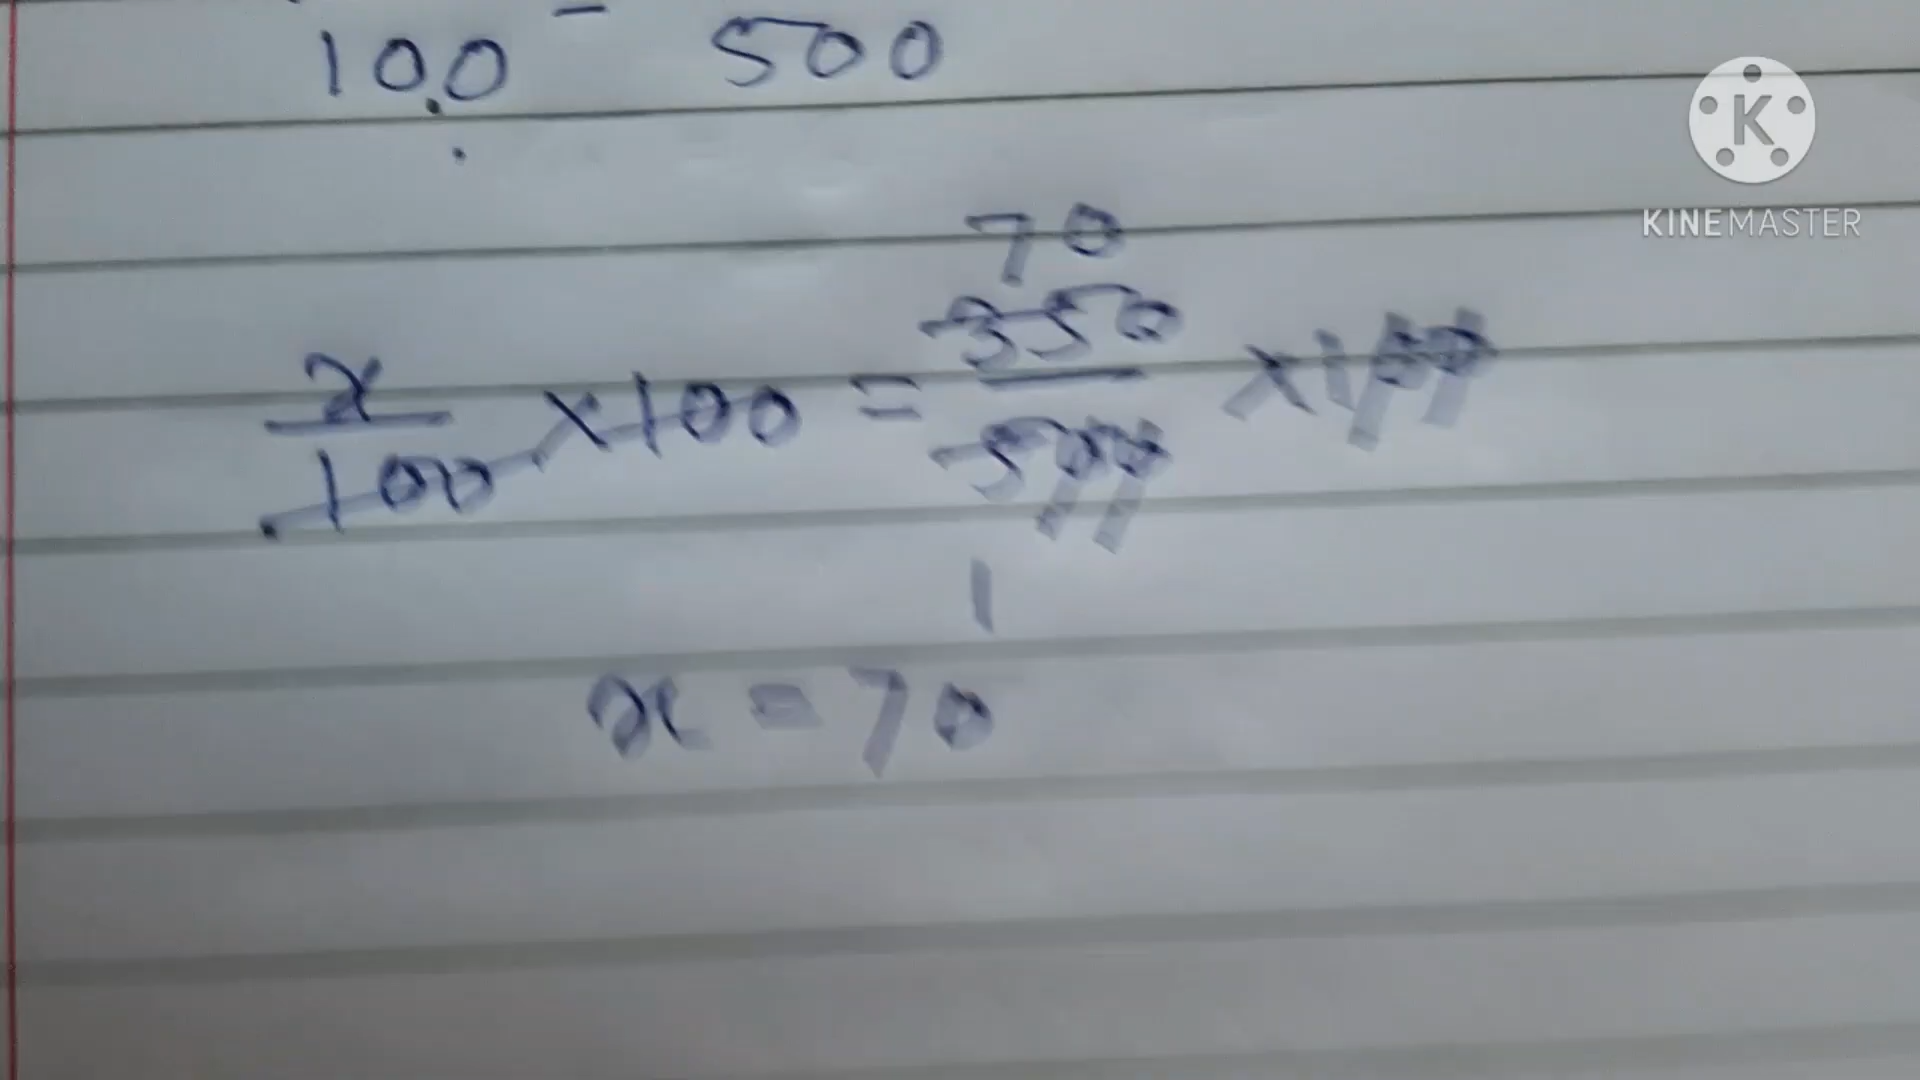 100 = 500
70
x/100 ×100 = 350/500 ×100
1
x = 70
K
KINEMASTER